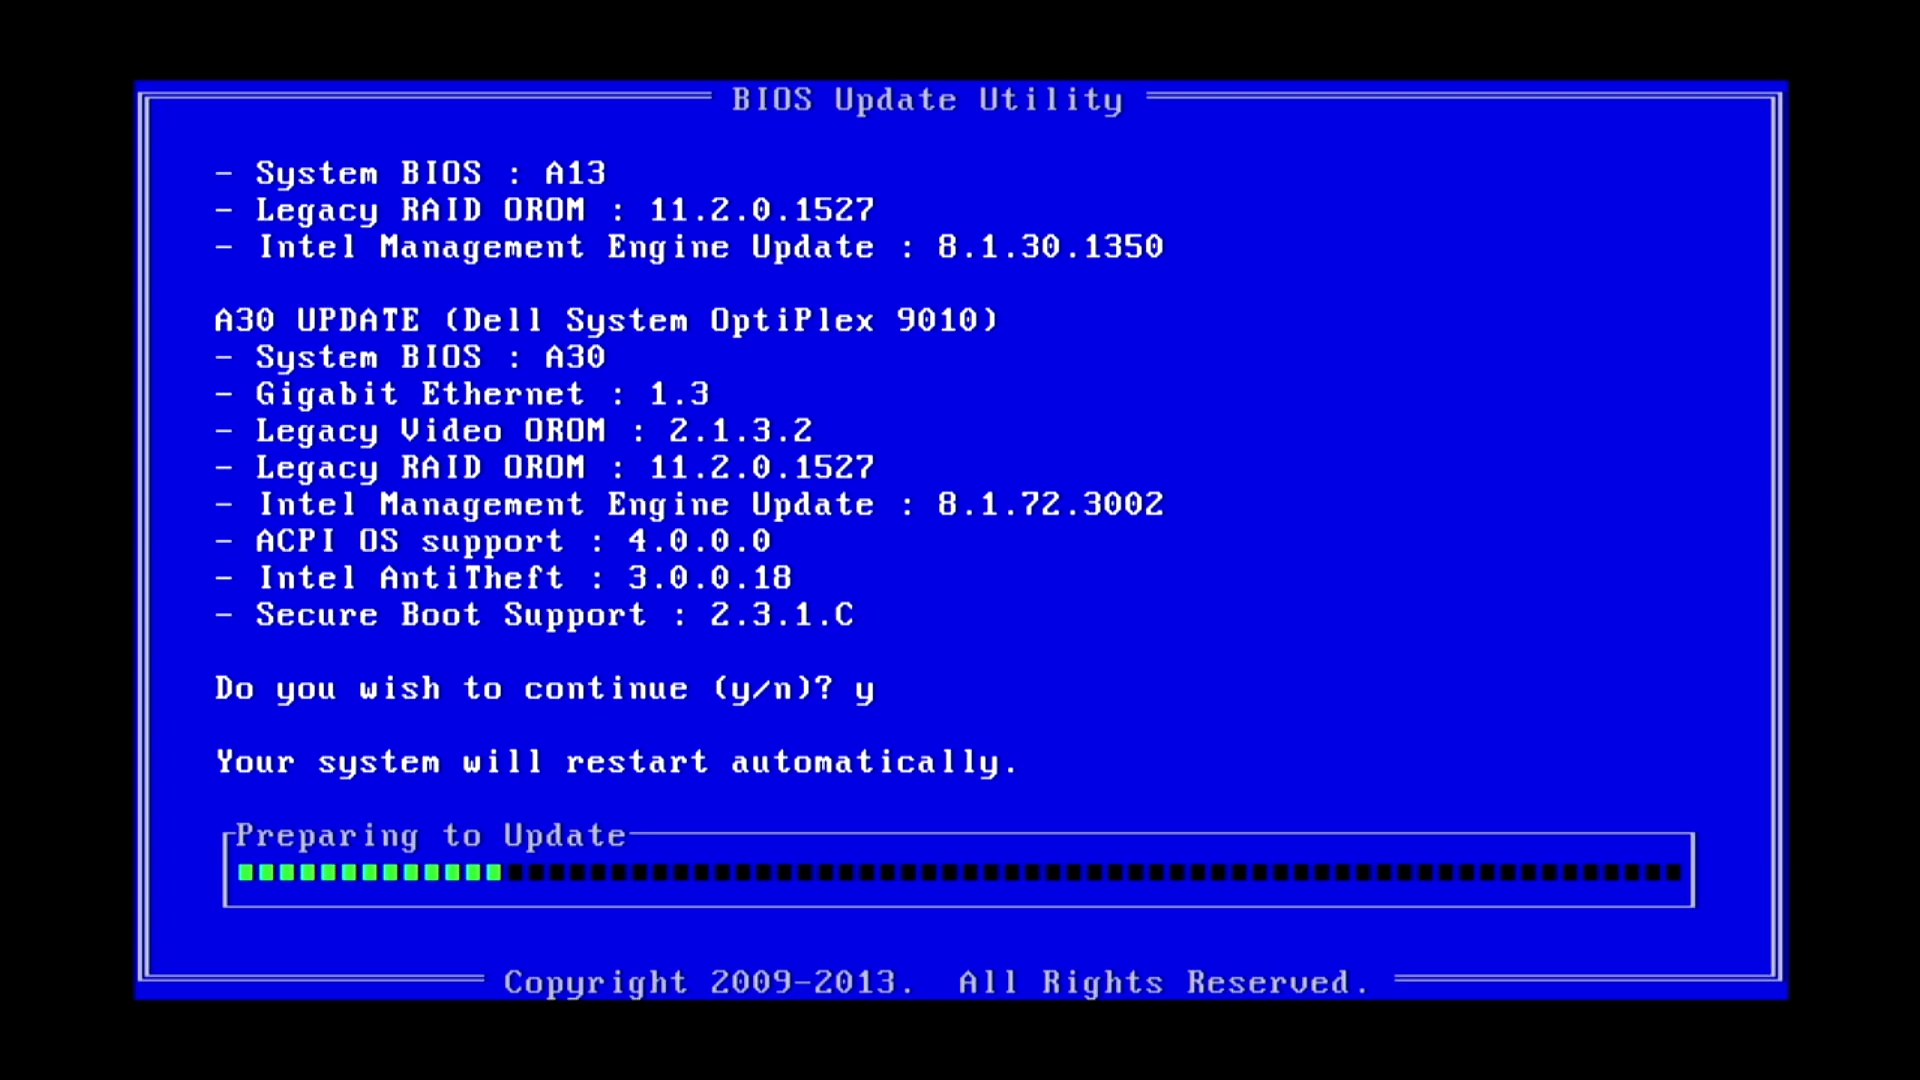 BIOS Update Utility
- System BIOS : A13
- Legacy RAID OROM : 11.2.0.1527
- Intel Management Engine Update : 8.1.30.1350
A30 UPDATE (Dell System OptiPlex 9010)
- System BIOS : A30
- Gigabit Ethernet : 1.3
- Legacy Video OROM : 2.1.3.2
- Legacy RAID OROM : 11.2.0.1527
- Intel Management Engine Update : 8.1.72.3002
- ACPI OS support : 4.0.0.0
- Intel AntiTheft : 3.0.0.18
- Secure Boot Support : 2.3.1.C
Do you wish to continue (y/n)? y
Your system will restart automatically.
Preparing to Update
Copyright 2009-2013.  All Rights Reserved.